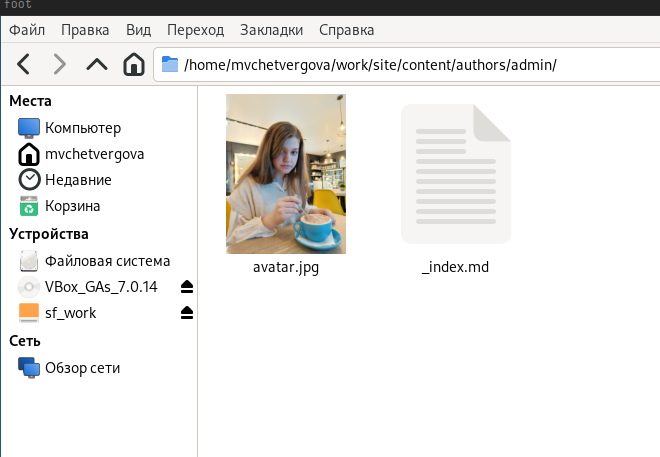 foot
Файл Правка Вид Переход Закладки Справка
/home/mvchetvergova/work/site/content/authors/admin/
Места
Компьютер
mvchetvergova
Недавние
Корзина
Устройства
Файловая система
VBox_GAs_7.0.14
sf_work
Сеть
Обзор сети
avatar.jpg
_index.md